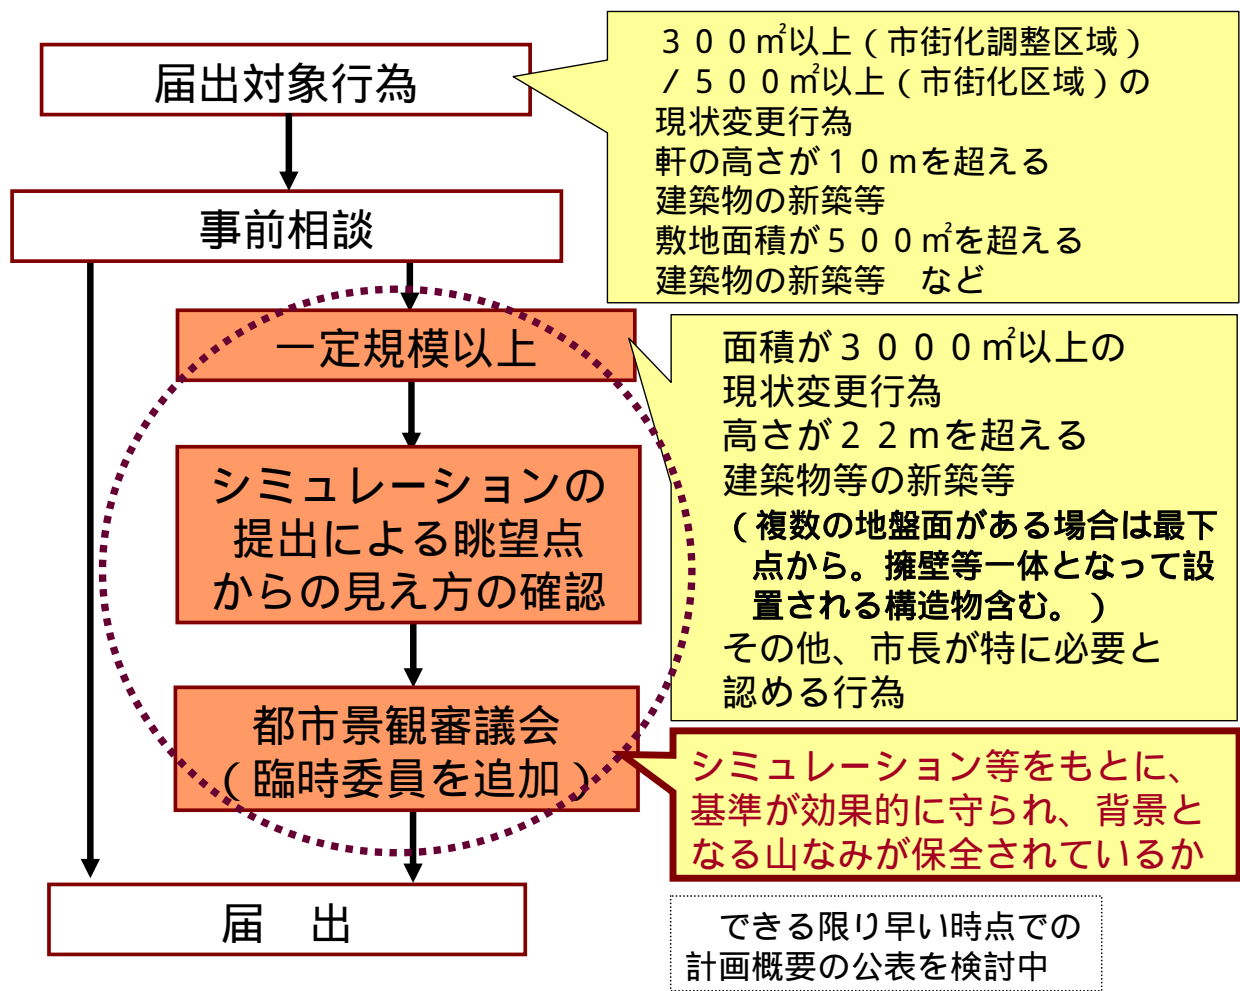 届出対象行為
３００㎡以上（市街化調整区域）
/５００㎡以上（市街化区域）の
現状変更行為
軒の高さが１０ｍを超える
建築物の新築等
敷地面積が５００㎡を超える
建築物の新築等　など
事前相談
一定規模以上
面積が３０００㎡以上の
現状変更行為
高さが２２ｍを超える
建築物等の新築等
（複数の地盤面がある場合は最下
点から。擁壁等一体となって設
置される構造物含む。）
その他、市長が特に必要と
認める行為
シミュレーションの
提出による眺望点
からの見え方の確認
都市景観審議会
（臨時委員を追加）
シミュレーション等をもとに、
基準が効果的に守られ、背景と
なる山なみが保全されているか
届　出
できる限り早い時点での
計画概要の公表を検討中